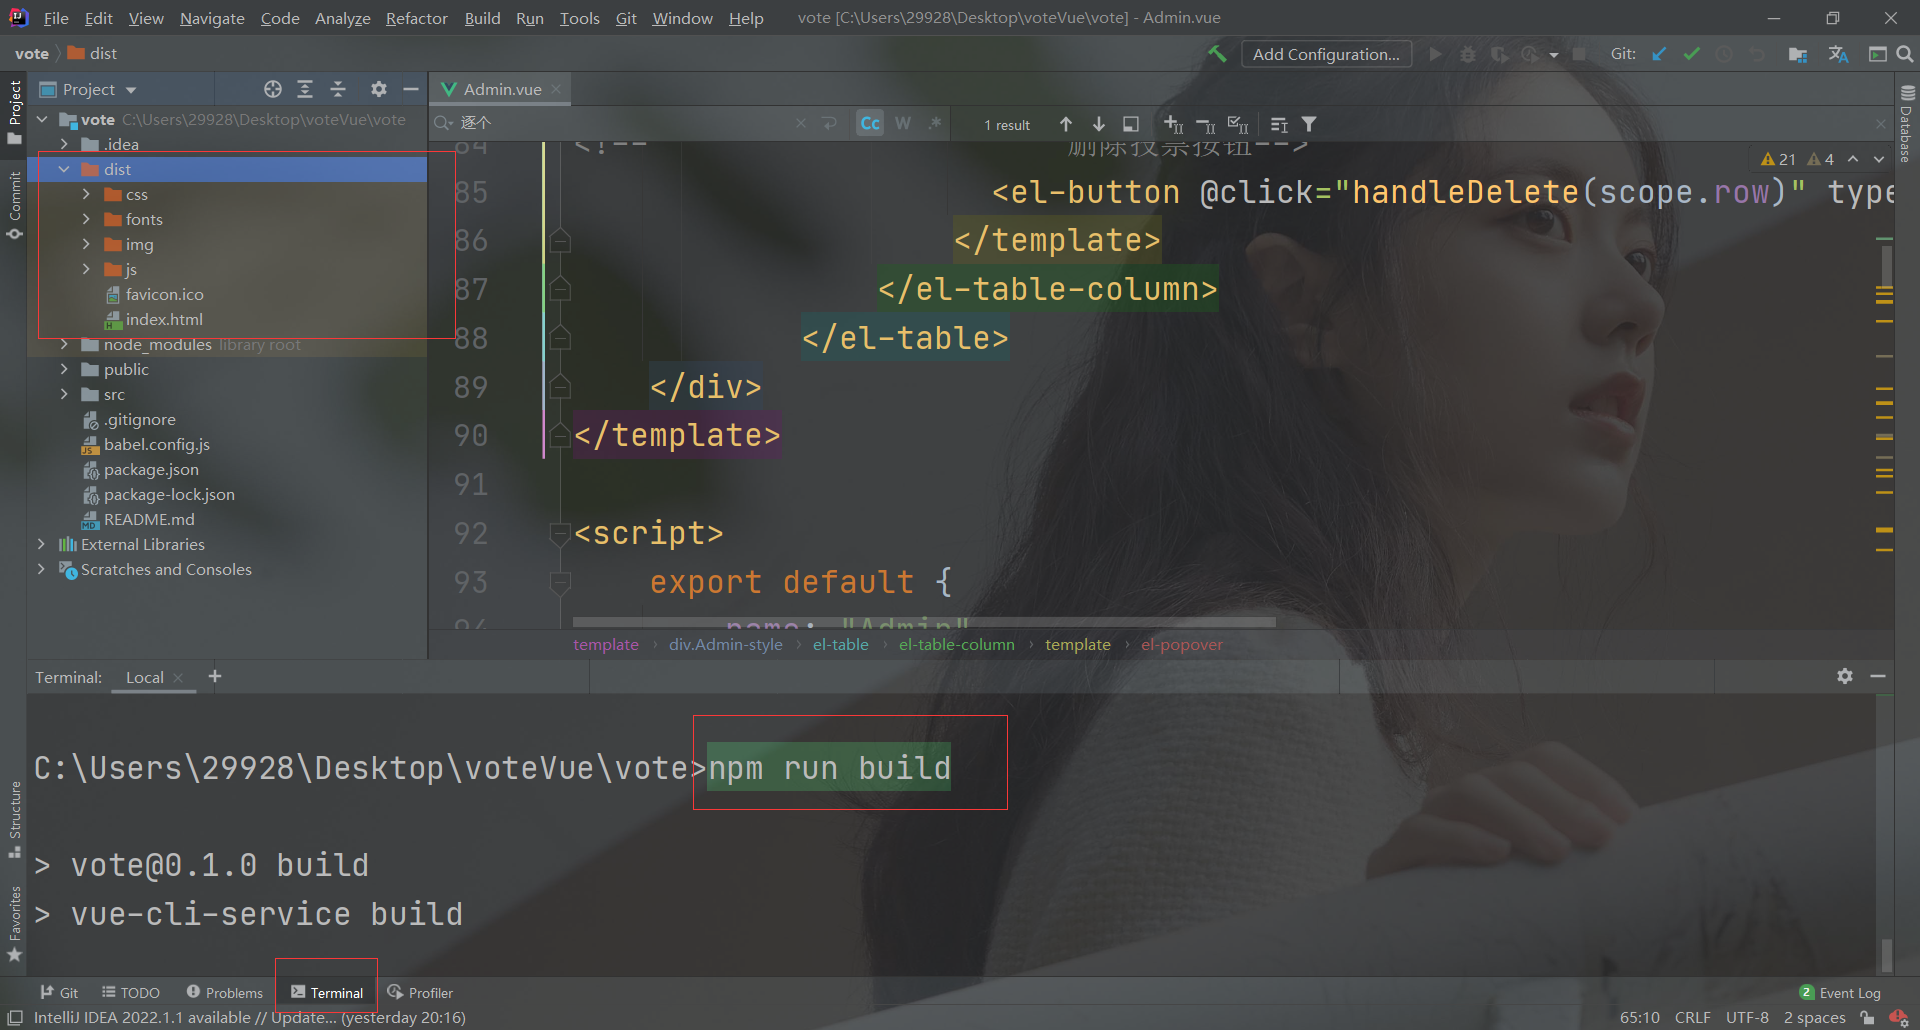 File Edit View Navigate Code Analyze Refactor Build Run Tools Git Window Help vote [C:\Users\29928\Desktop\voteVue\vote] - Admin.vue
vote dist Add Configuration... Git:
Project
Admin.vue
vote C:\Users\29928\Desktop\voteVue\vote
.idea
dist
css
fonts
img
js
favicon.ico
index.html
node_modules library root
public
src
.gitignore
babel.config.js
package.json
package-lock.json
README.md
External Libraries
Scratches and Consoles
逐个 Cc W .* 1 result
21 4
84 <!-- 删除投票按钮-->
85 <el-button @click="handleDelete(scope.row)" type
86 </template>
87 </el-table-column>
88 </el-table>
89 </div>
90 </template>
91
92 <script>
93 export default {
94 name: "Admin"
template › div.Admin-style › el-table › el-table-column › template › el-popover
Project
Commit
Structure
Favorites
Database
Terminal: Local
C:\Users\29928\Desktop\voteVue\vote>npm run build
> vote@0.1.0 build
> vue-cli-service build
Git TODO Problems Terminal Profiler 2 Event Log
IntelliJ IDEA 2022.1.1 available // Update... (yesterday 20:16) 65:10 CRLF UTF-8 2 spaces